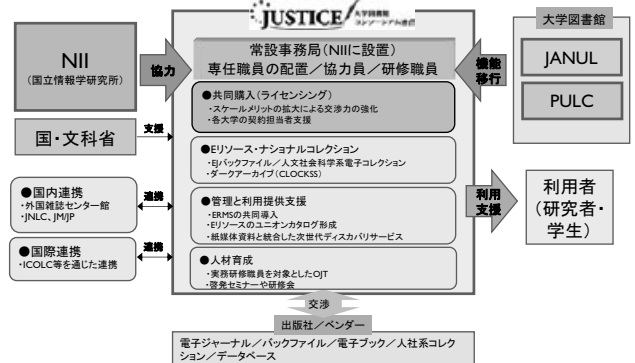 JUSTICE
大学図書館
コンソーシアム連合
常設事務局(NIIに設置)
専任職員の配置/協力員/研修職員
●共同購入(ライセンシング)
・スケールメリットの拡大による交渉力の強化
・各大学の契約担当者支援
●Eリソース・ナショナルコレクション
・EJバックファイル/人文社会科学系電子コレクション
・ダークアーカイブ(CLOCKSS)
●管理と利用提供支援
・ERMSの共同導入
・Eリソースのユニオンカタログ形成
・紙媒体資料と統合した次世代ディスカバリサービス
●人材育成
・実務研修職員を対象としたOJT
・啓発セミナーや研修会
NII
(国立情報学研究所)
協力
国・文科省
支援
●国内連携
・外国雑誌センター館
・JNLC、JM/JP
連携
●国際連携
・ICOLC等を通じた連携
連携
大学図書館
JANUL
PULC
機能
移行
利用
支援
利用者
(研究者・
学生)
交渉
出版社/ベンダー
電子ジャーナル/バックファイル/電子ブック/人社系コレク
ション/データベース